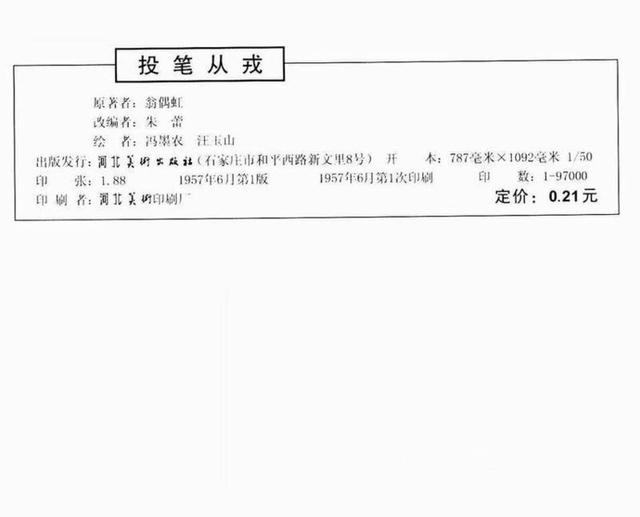 投笔从戎
原著者：翁偶虹
改编者：朱 蕾
绘 者：冯墨农 汪玉山
出版发行：河北美術出版社（石家庄市和平西路新文里8号） 开 本：787毫米×1092毫米 1/50
印 张：1.88 1957年6月第1版 1957年6月第1次印刷 印 数：1-97000
印 刷 者：河北美術印刷厂 定价：0.21元